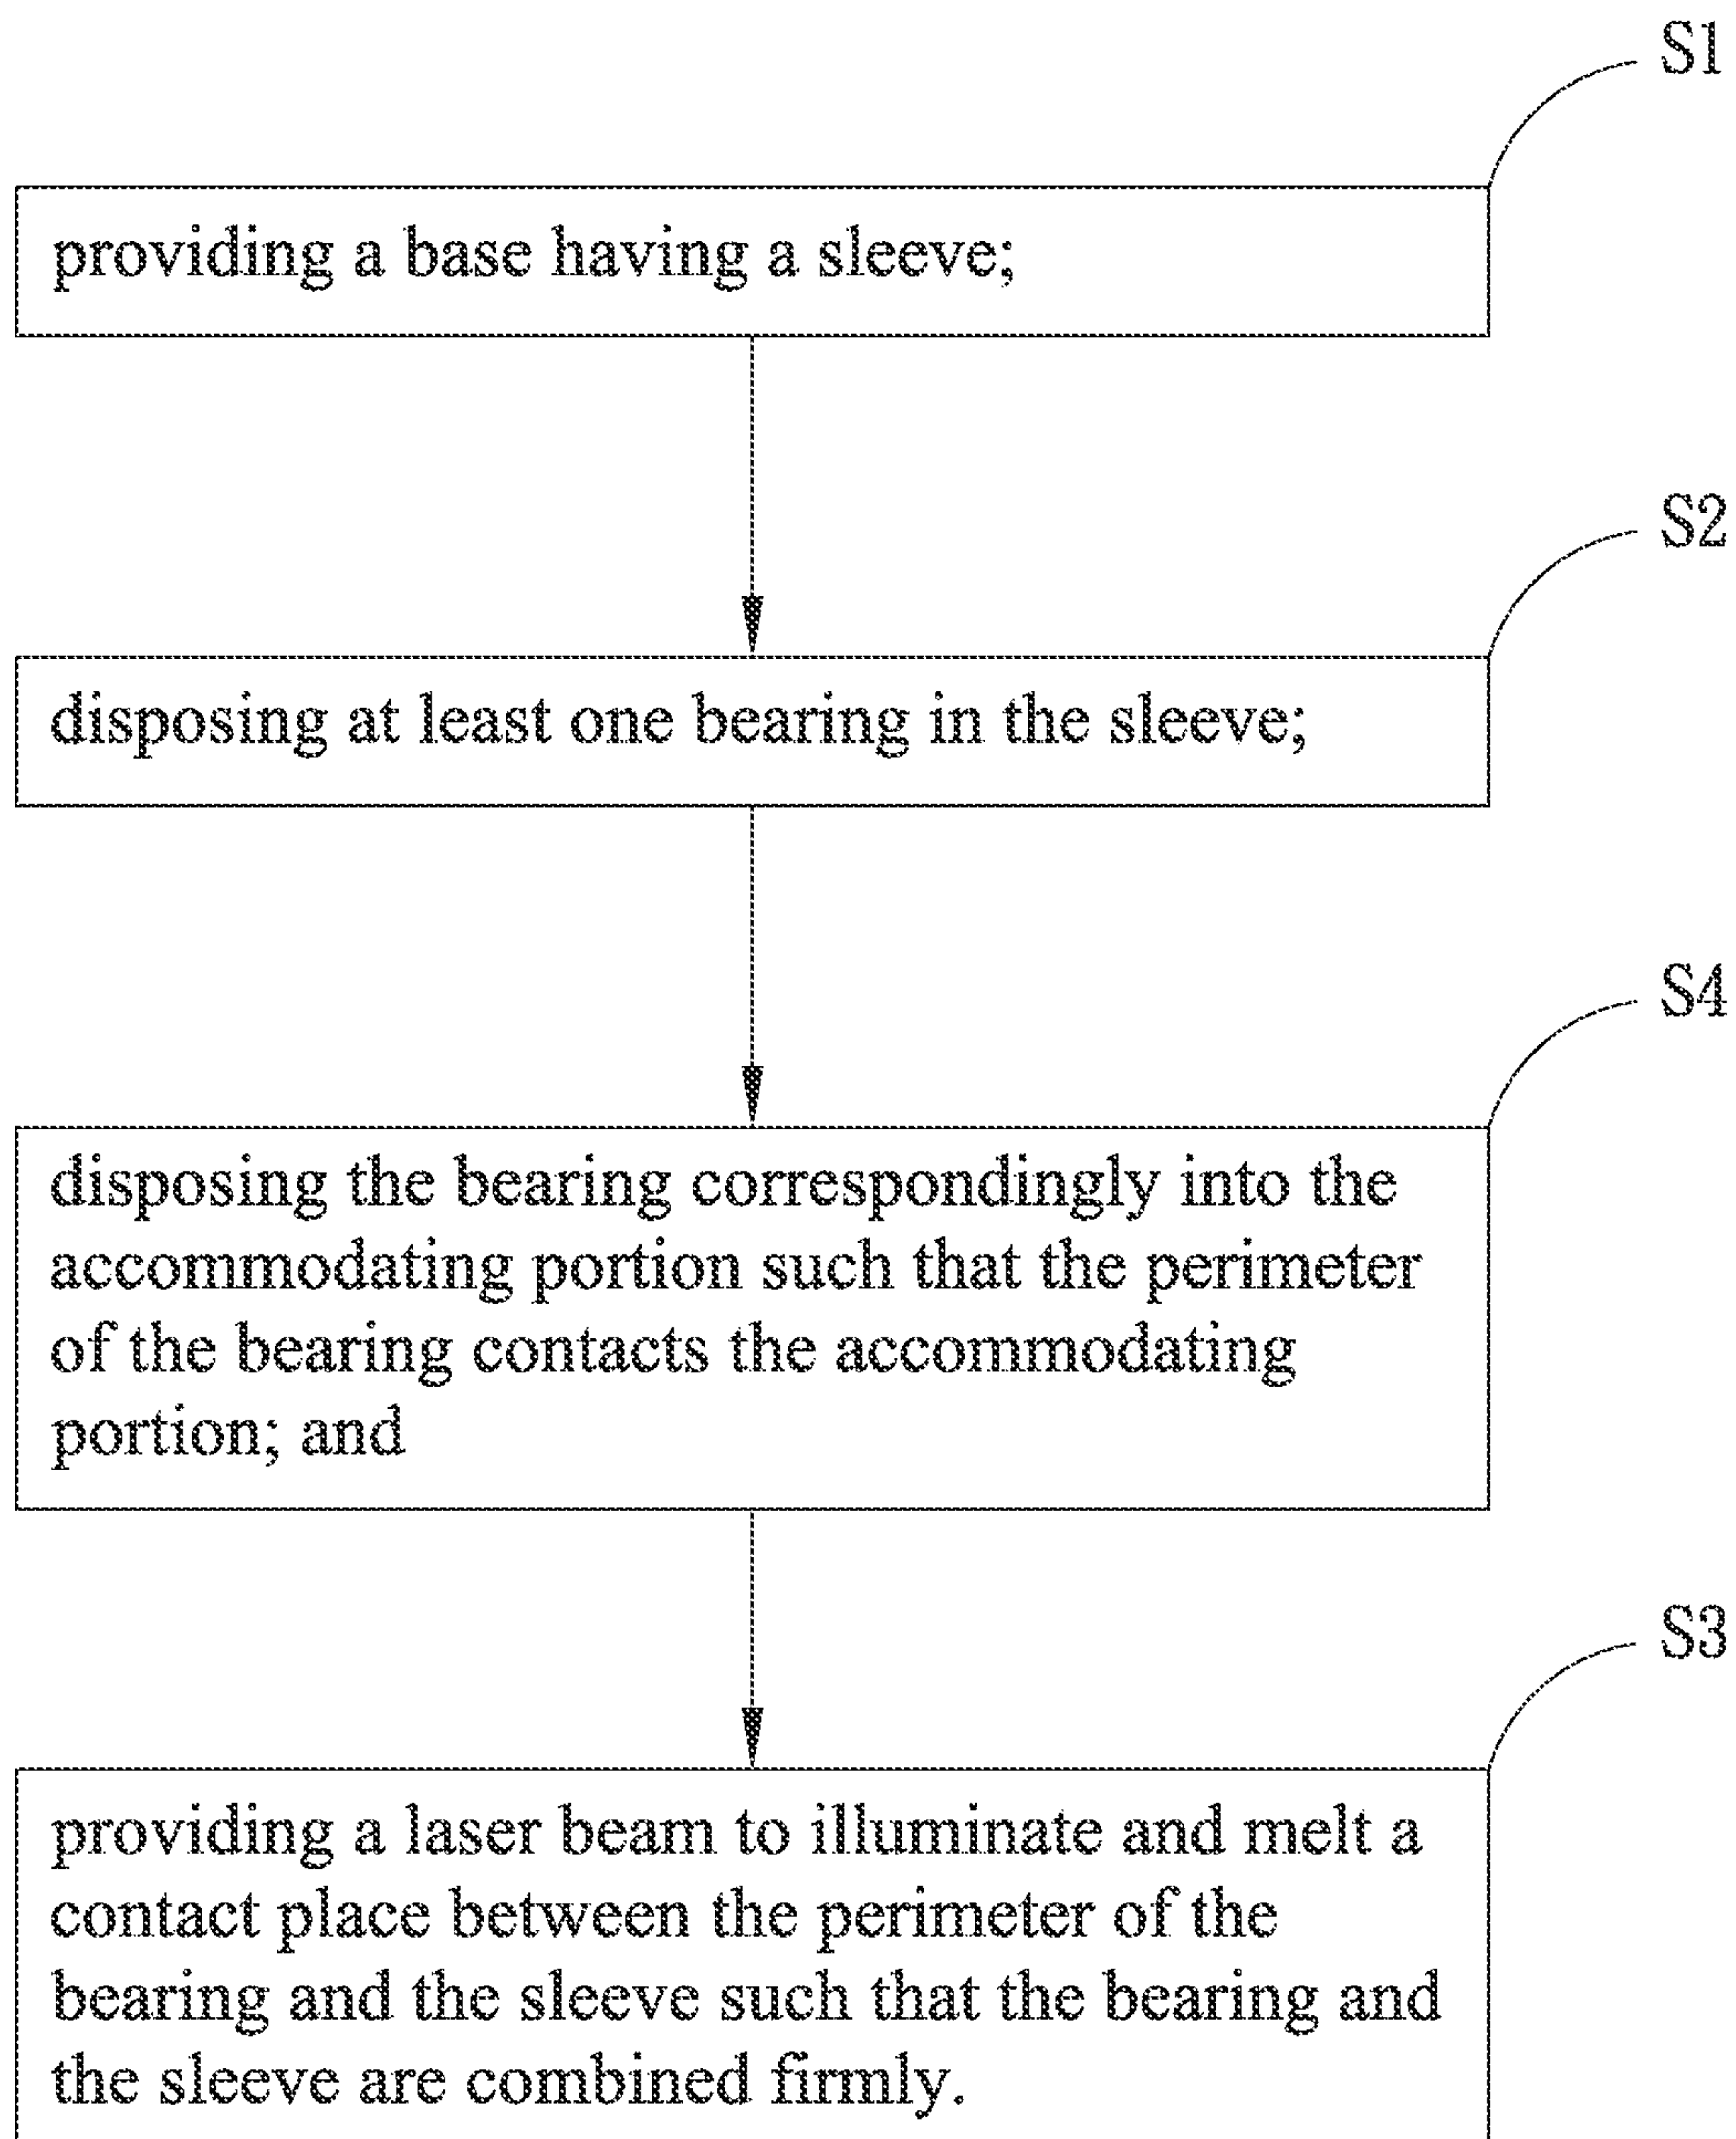 S1
providing a base having a sleeve;
S2
disposing at least one bearing in the sleeve;
S4
disposing the bearing correspondingly into the
accommodating portion such that the perimeter
of the bearing contacts the accommodating
portion; and
S3
providing a laser beam to illuminate and melt a
contact place between the perimeter of the
bearing and the sleeve such that the bearing and
the sleeve are combined firmly.